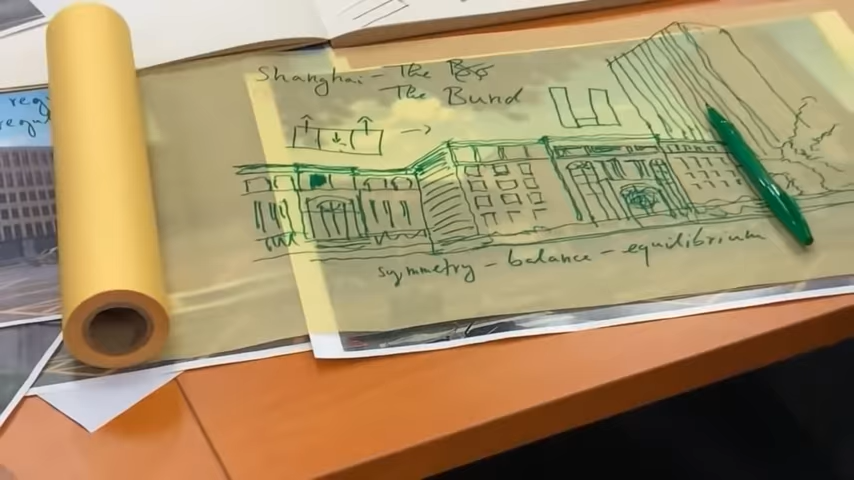 Shanghai - The
The Bund
symmetry - balance - equilibrium